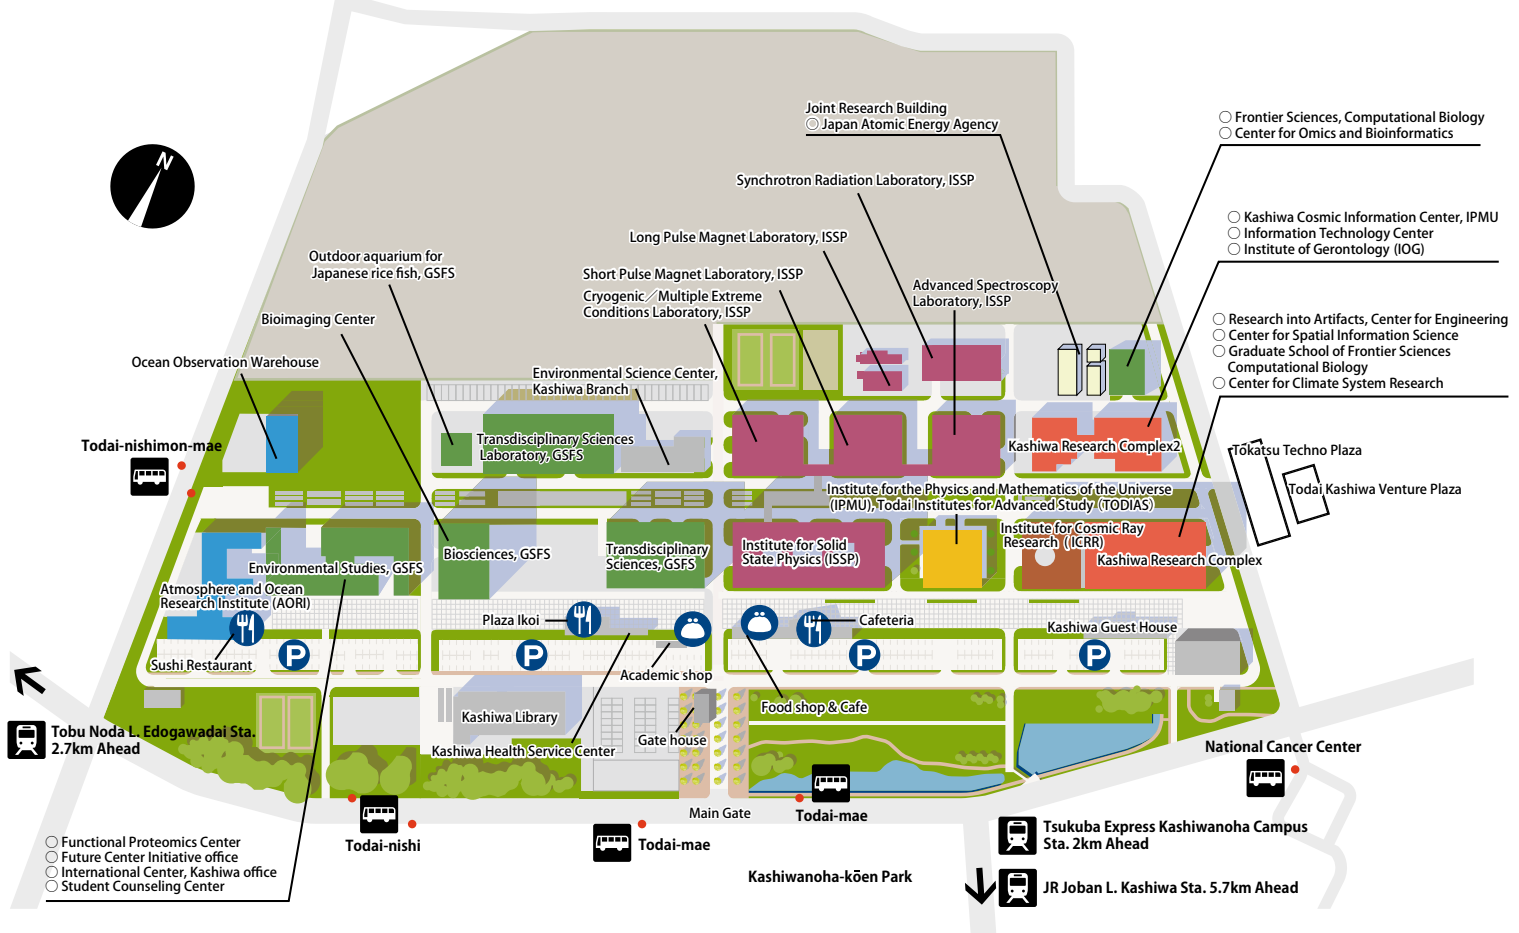 N
Joint Research Building
○ Japan Atomic Energy Agency
○ Frontier Sciences, Computational Biology
○ Center for Omics and Bioinformatics
Synchrotron Radiation Laboratory, ISSP
○ Kashiwa Cosmic Information Center, IPMU
○ Information Technology Center
○ Institute of Gerontology (IOG)
Long Pulse Magnet Laboratory, ISSP
Outdoor aquarium for
Japanese rice fish, GSFS
Short Pulse Magnet Laboratory, ISSP
Cryogenic／Multiple Extreme
Conditions Laboratory, ISSP
Advanced Spectroscopy
Laboratory, ISSP
Bioimaging Center
○ Research into Artifacts, Center for Engineering
○ Center for Spatial Information Science
○ Graduate School of Frontier Sciences
Computational Biology
○ Center for Climate System Research
Ocean Observation Warehouse
Environmental Science Center,
Kashiwa Branch
Todai-nishimon-mae
Transdisciplinary Sciences
Laboratory, GSFS
Kashiwa Research Complex2
Tokatsu Techno Plaza
Todai Kashiwa Venture Plaza
Institute for the Physics and Mathematics of the Universe
(IPMU), Todai Institutes for Advanced Study (TODIAS)
Institute for Cosmic Ray
Research (ICRR)
Kashiwa Research Complex
Institute for Solid
State Physics (ISSP)
Transdisciplinary
Sciences, GSFS
Biosciences, GSFS
Environmental Studies, GSFS
Atmosphere and Ocean
Research Institute (AORI)
Plaza Ikoi
Cafeteria
Kashiwa Guest House
Sushi Restaurant
P
P
P
P
Academic shop
Food shop & Cafe
Kashiwa Library
Gate house
Kashiwa Health Service Center
Tobu Noda L. Edogawadai Sta.
2.7km Ahead
National Cancer Center
Main Gate
Todai-mae
Todai-nishi
Todai-mae
Tsukuba Express Kashiwanoha Campus
Sta. 2km Ahead
○ Functional Proteomics Center
○ Future Center Initiative office
○ International Center, Kashiwa office
○ Student Counseling Center
Kashiwanoha-kōen Park
JR Joban L. Kashiwa Sta. 5.7km Ahead